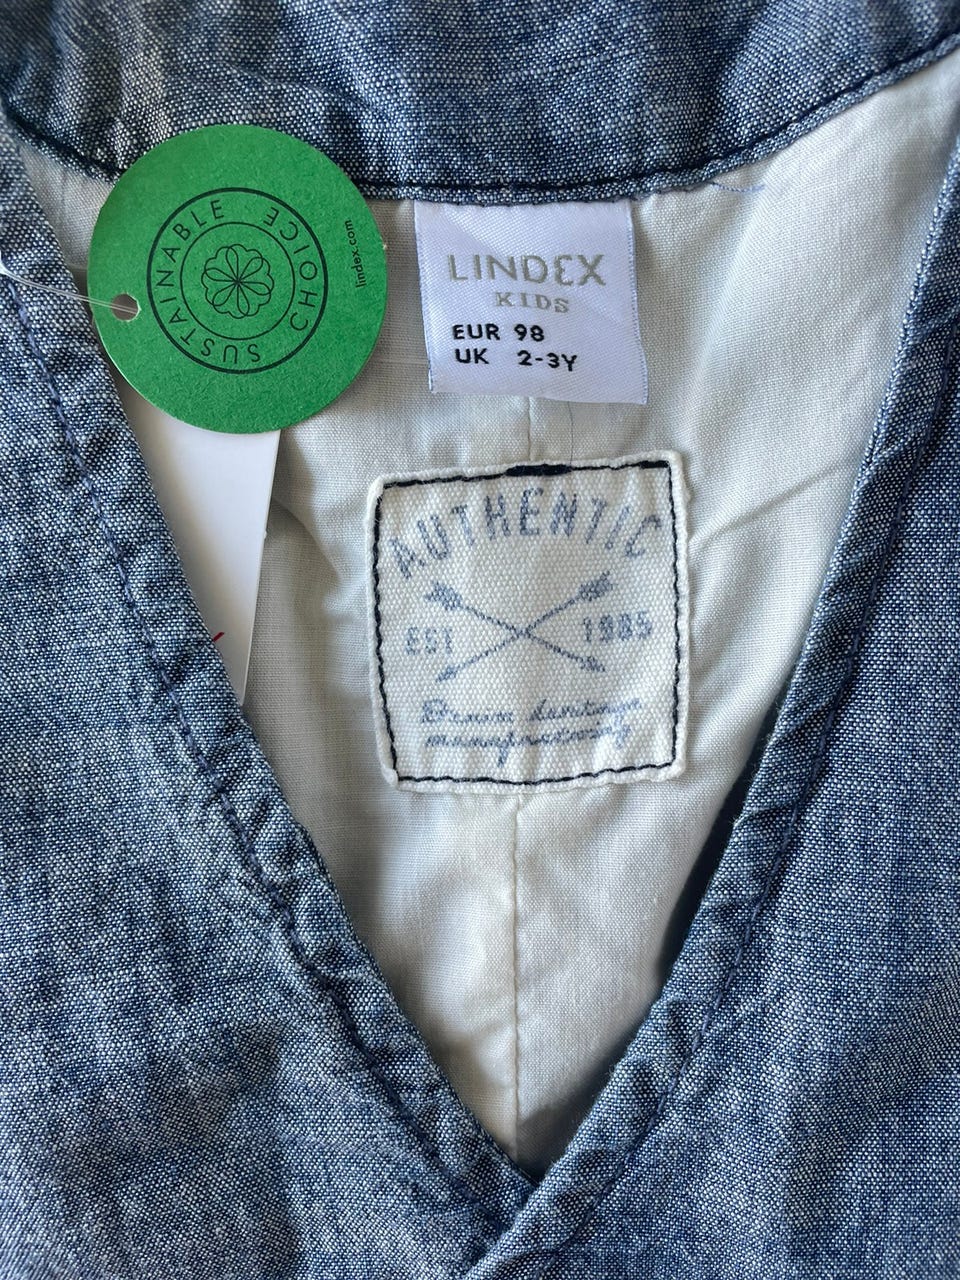 SUSTAINABLE CHOICE
lindex.com
LINDEX
KIDS
EUR 98
UK 2-3Y
AUTHENTIC
EST 1985